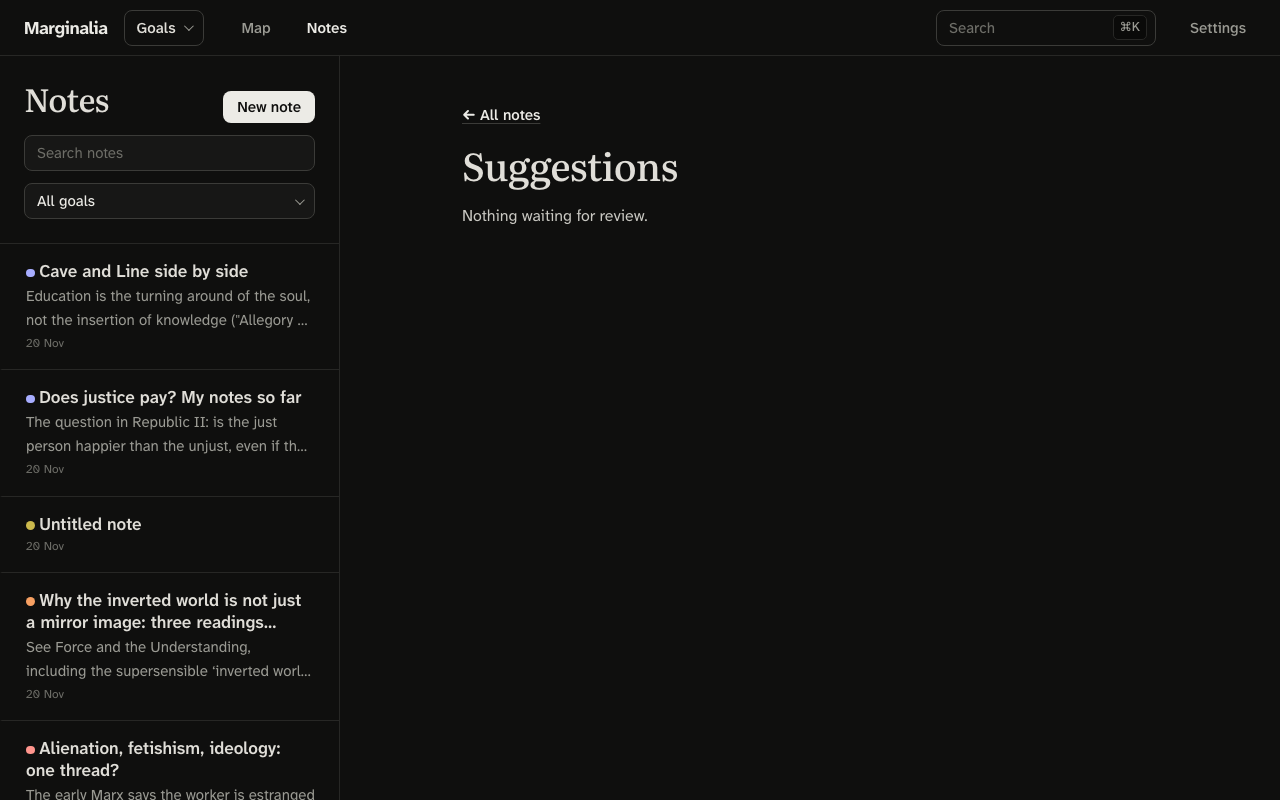 Marginalia
Goals
Map
Notes
Search
⌘K
Settings
Notes
New note
Search notes
All goals
Cave and Line side by side
Education is the turning around of the soul,
not the insertion of knowledge ("Allegory ...
20 Nov
Does justice pay? My notes so far
The question in Republic II: is the just
person happier than the unjust, even if th...
20 Nov
Untitled note
20 Nov
Why the inverted world is not just
a mirror image: three readings...
See Force and the Understanding,
including the supersensible ‘inverted worl...
20 Nov
Alienation, fetishism, ideology:
one thread?
The early Marx says the worker is estranged
← All notes
Suggestions
Nothing waiting for review.